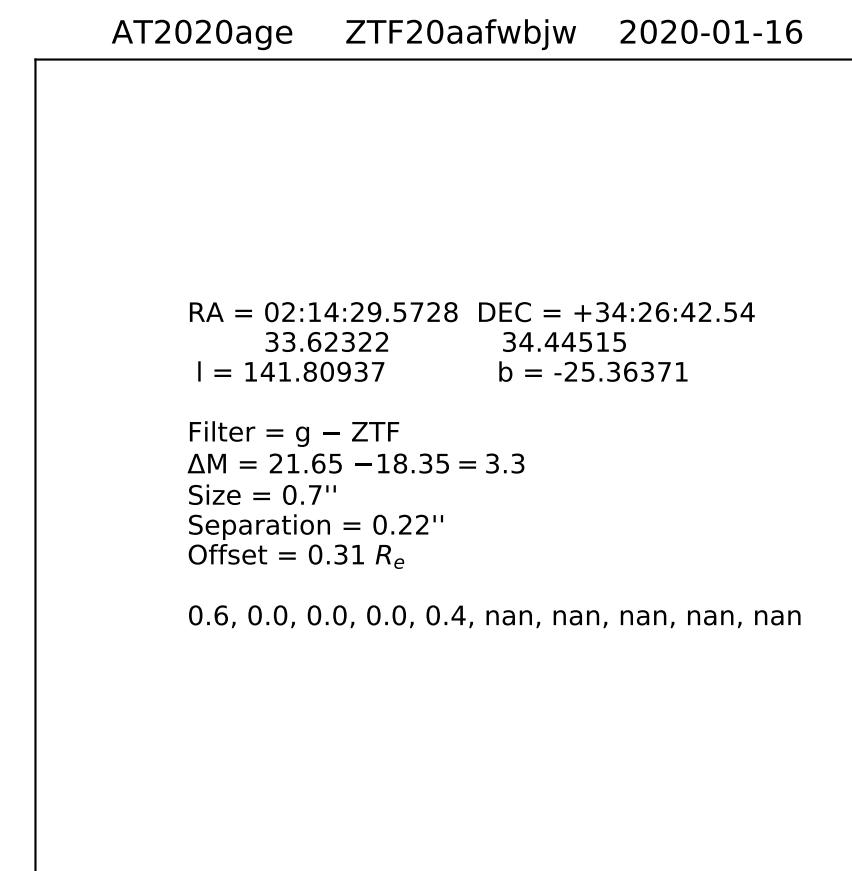 AT2020age ZTF20aafwbjw 2020-01-16
RA = 02:14:29.5728 DEC = +34:26:42.54
33.62322 34.44515
l = 141.80937 b = -25.36371
Filter = g − ZTF
ΔM = 21.65 −18.35 = 3.3
Size = 0.7''
Separation = 0.22''
Offset = 0.31 Rₑ
0.6, 0.0, 0.0, 0.0, 0.4, nan, nan, nan, nan, nan